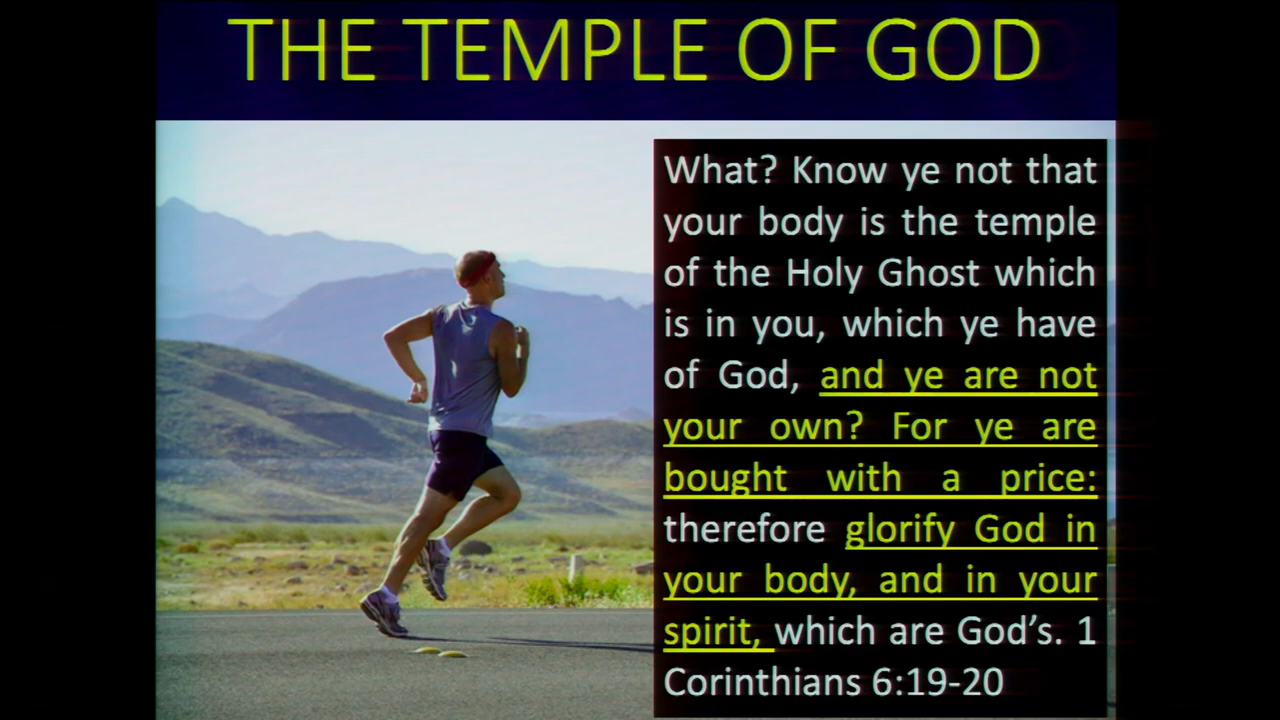 THE TEMPLE OF GOD
What? Know ye not that
your body is the temple
of the Holy Ghost which
is in you, which ye have
of God, and ye are not
your own? For ye are
bought with a price:
therefore glorify God in
your body, and in your
spirit, which are God’s. 1
Corinthians 6:19-20